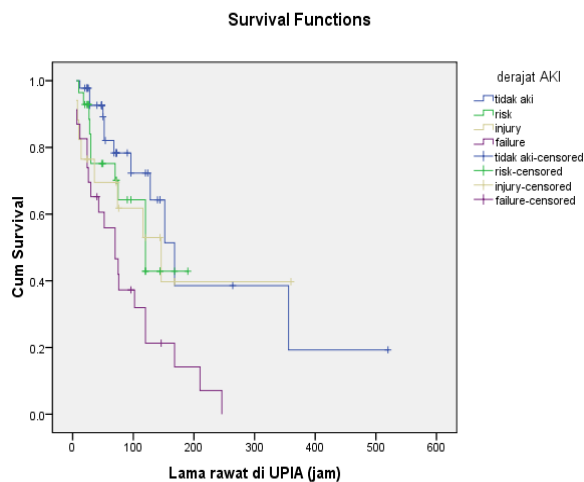 Survival Functions
derajat AKI
tidak aki
risk
injury
failure
tidak aki-censored
risk-censored
injury-censored
failure-censored
Cum Survival
1.0
0.8
0.6
0.4
0.2
0.0
0 100 200 300 400 500 600
Lama rawat di UPIA (jam)